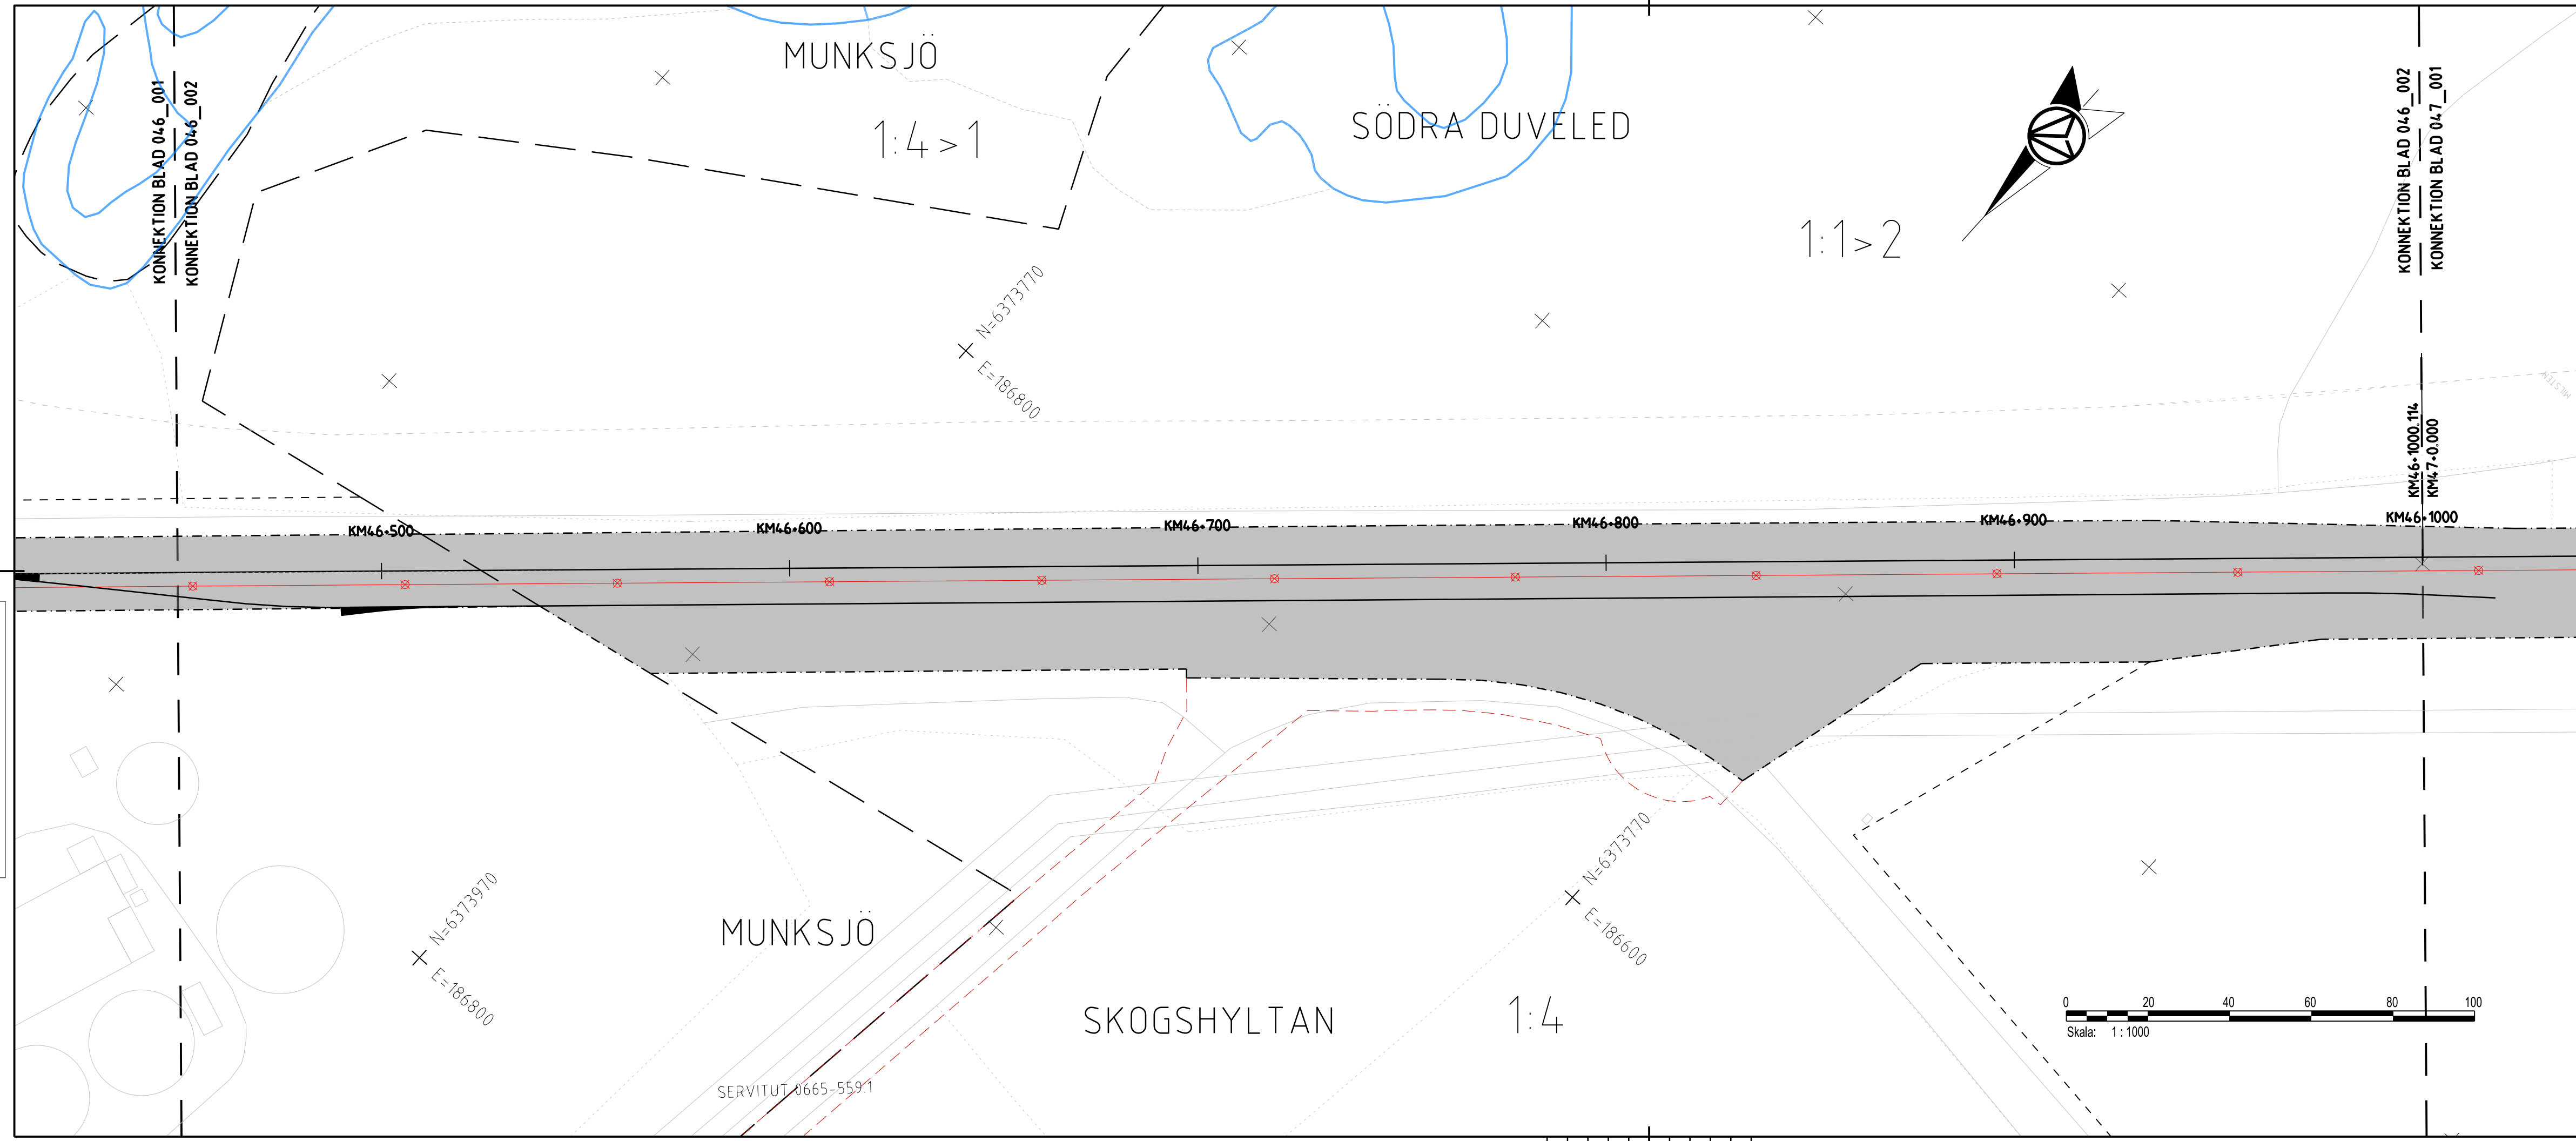 KONNEKTION BLAD 046_001
KONNEKTION BLAD 046_002
MUNKSJÖ
1:4>1
SÖDRA DUVELED
1:1>2
KONNEKTION BLAD 046_002
KONNEKTION BLAD 047_001
N=6373770
E=186800
MILSTEN
KM46+1000.114
KM47+0.000
KM46+500
KM46+600
KM46+700
KM46+800
KM46+900
KM46+1000
N=6373970
E=186800
MUNKSJÖ
N=6373770
E=186600
SKOGSHYLTAN
1:4
SERVITUT 0665-559.1
0 20 40 60 80 100
Skala: 1 : 1000